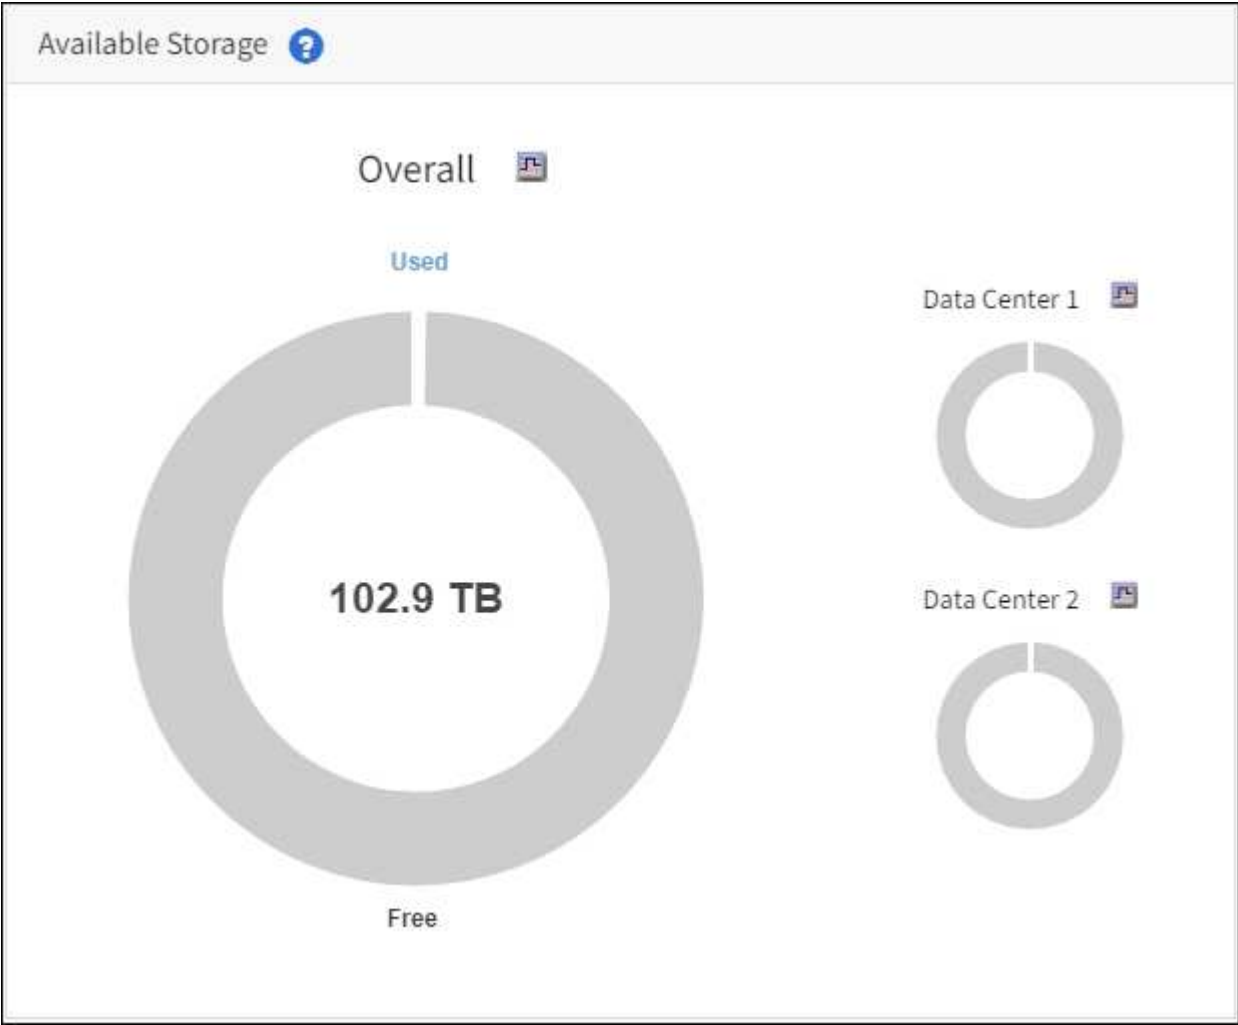 Available Storage ?
Overall
Used
102.9 TB
Free
Data Center 1
Data Center 2